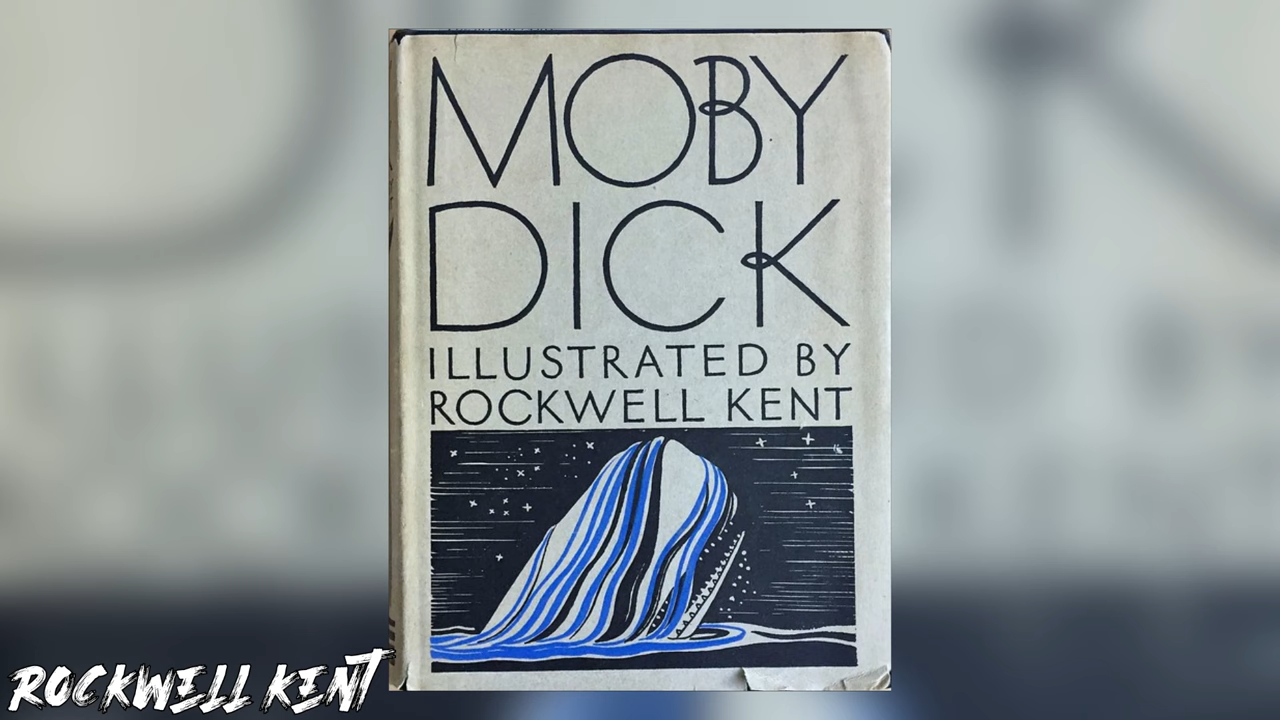 MOBY
DICK
ILLUSTRATED BY
ROCKWELL KENT
ROCKWELL KENT